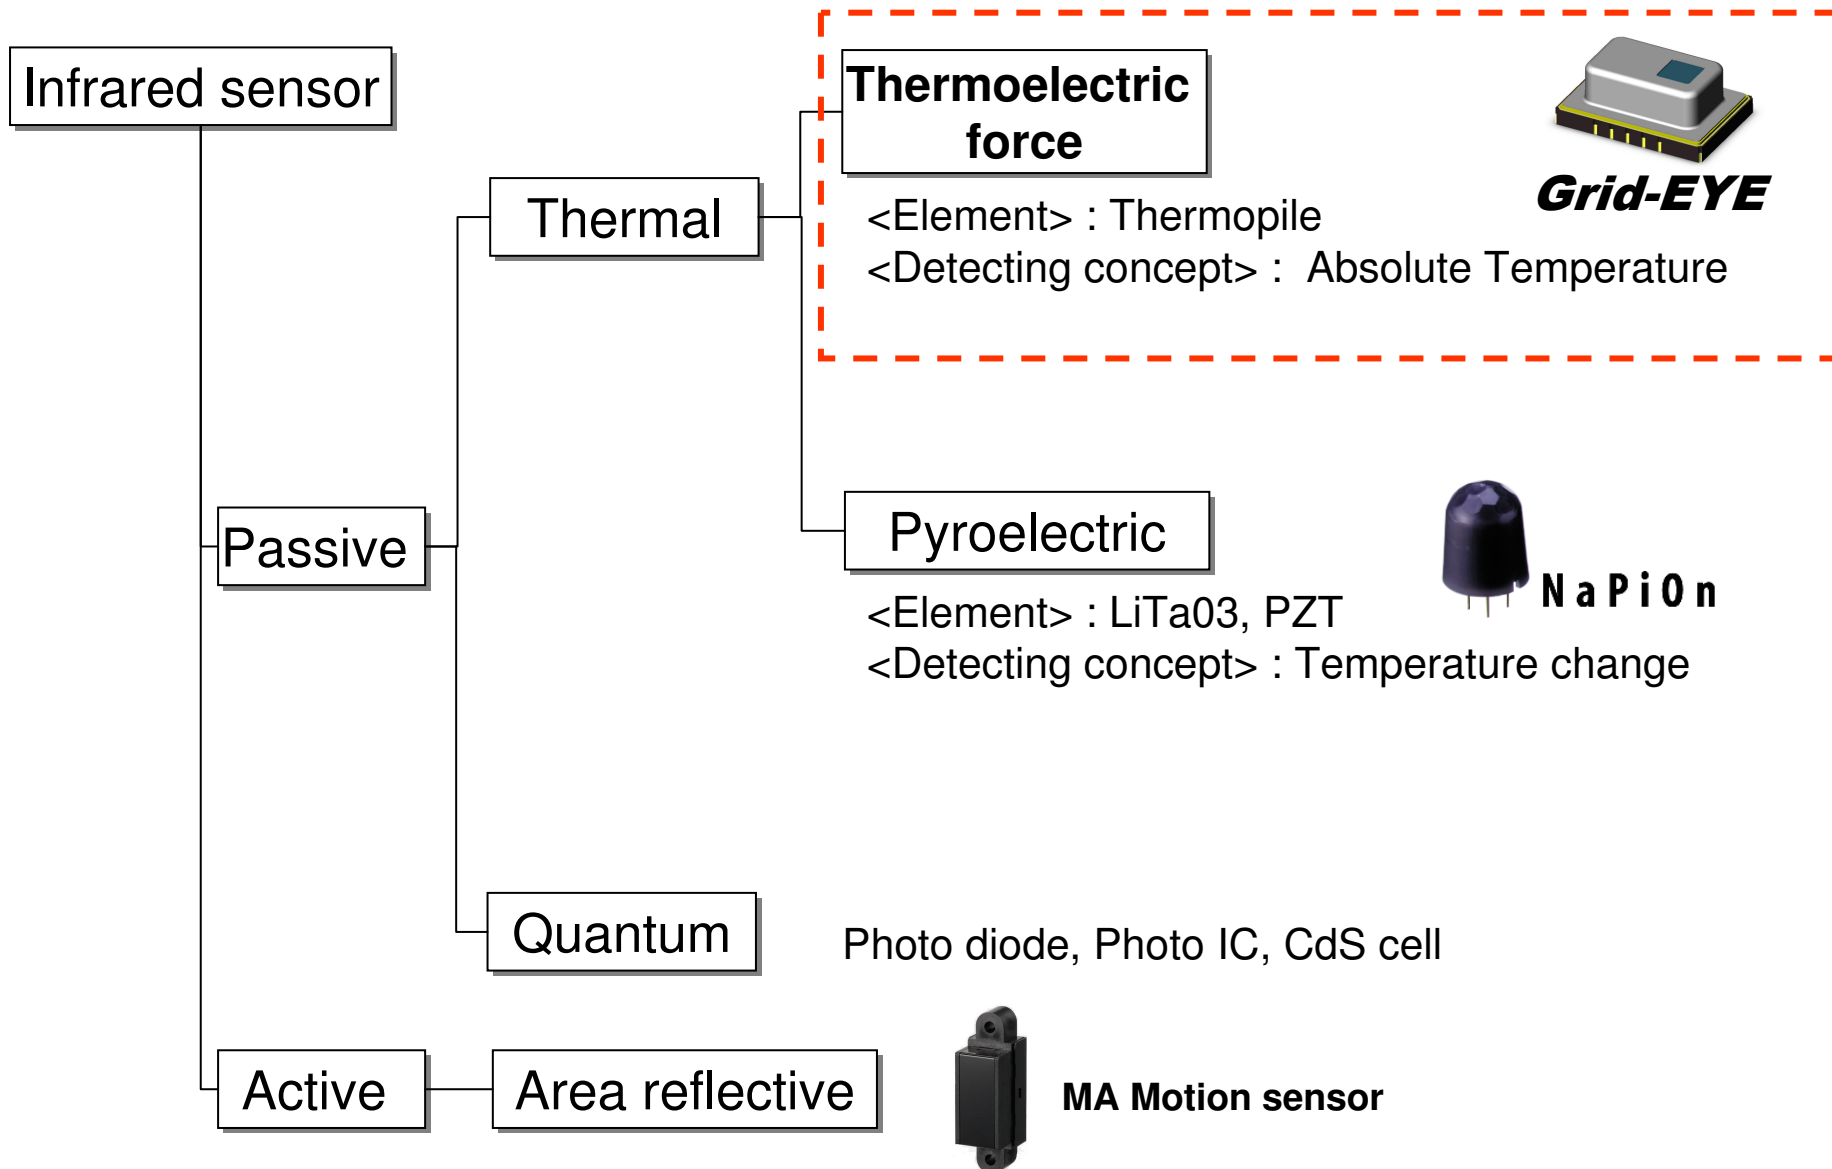 Infrared sensor
Thermoelectric
force
Grid-EYE
Thermal
<Element> : Thermopile
<Detecting concept> :  Absolute Temperature
Passive
Pyroelectric
NaPiOn
<Element> : LiTa03, PZT
<Detecting concept> : Temperature change
Quantum
Photo diode, Photo IC, CdS cell
Active
Area reflective
MA Motion sensor